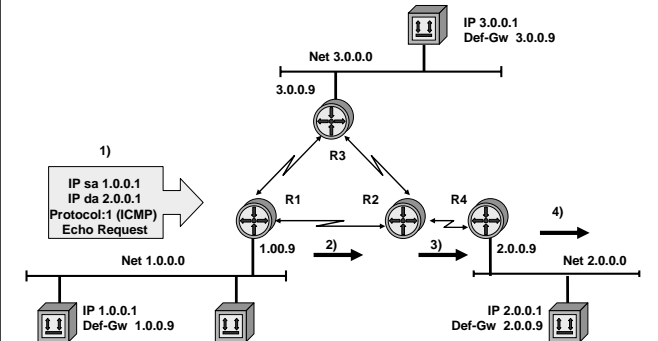 IP 3.0.0.1
Def-Gw 3.0.0.9
Net 3.0.0.0
3.0.0.9
R3
1)
IP sa 1.0.0.1
IP da 2.0.0.1
Protocol:1 (ICMP)
Echo Request
R1
R2
R4
1.00.9
2)
3)
2.0.0.9
4)
Net 1.0.0.0
Net 2.0.0.0
IP 1.0.0.1
Def-Gw 1.0.0.9
IP 2.0.0.1
Def-Gw 2.0.0.9